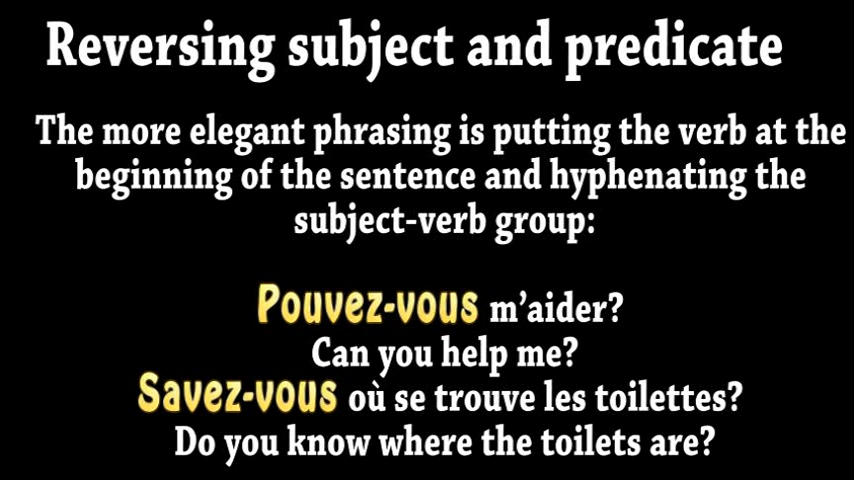 Reversing subject and predicate
The more elegant phrasing is putting the verb at the
beginning of the sentence and hyphenating the
subject-verb group:
Pouvez-vous m’aider?
Can you help me?
Savez-vous où se trouve les toilettes?
Do you know where the toilets are?